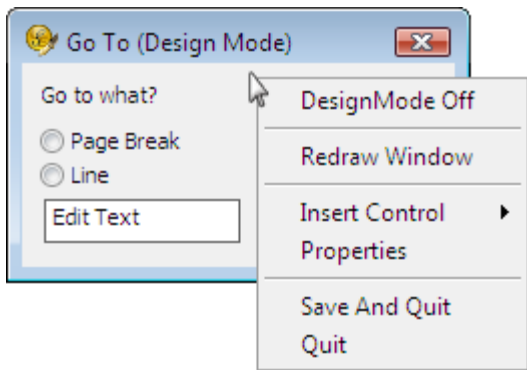 Go To (Design Mode)
Go to what?
Page Break
Line
Edit Text
DesignMode Off
Redraw Window
Insert Control
Properties
Save And Quit
Quit